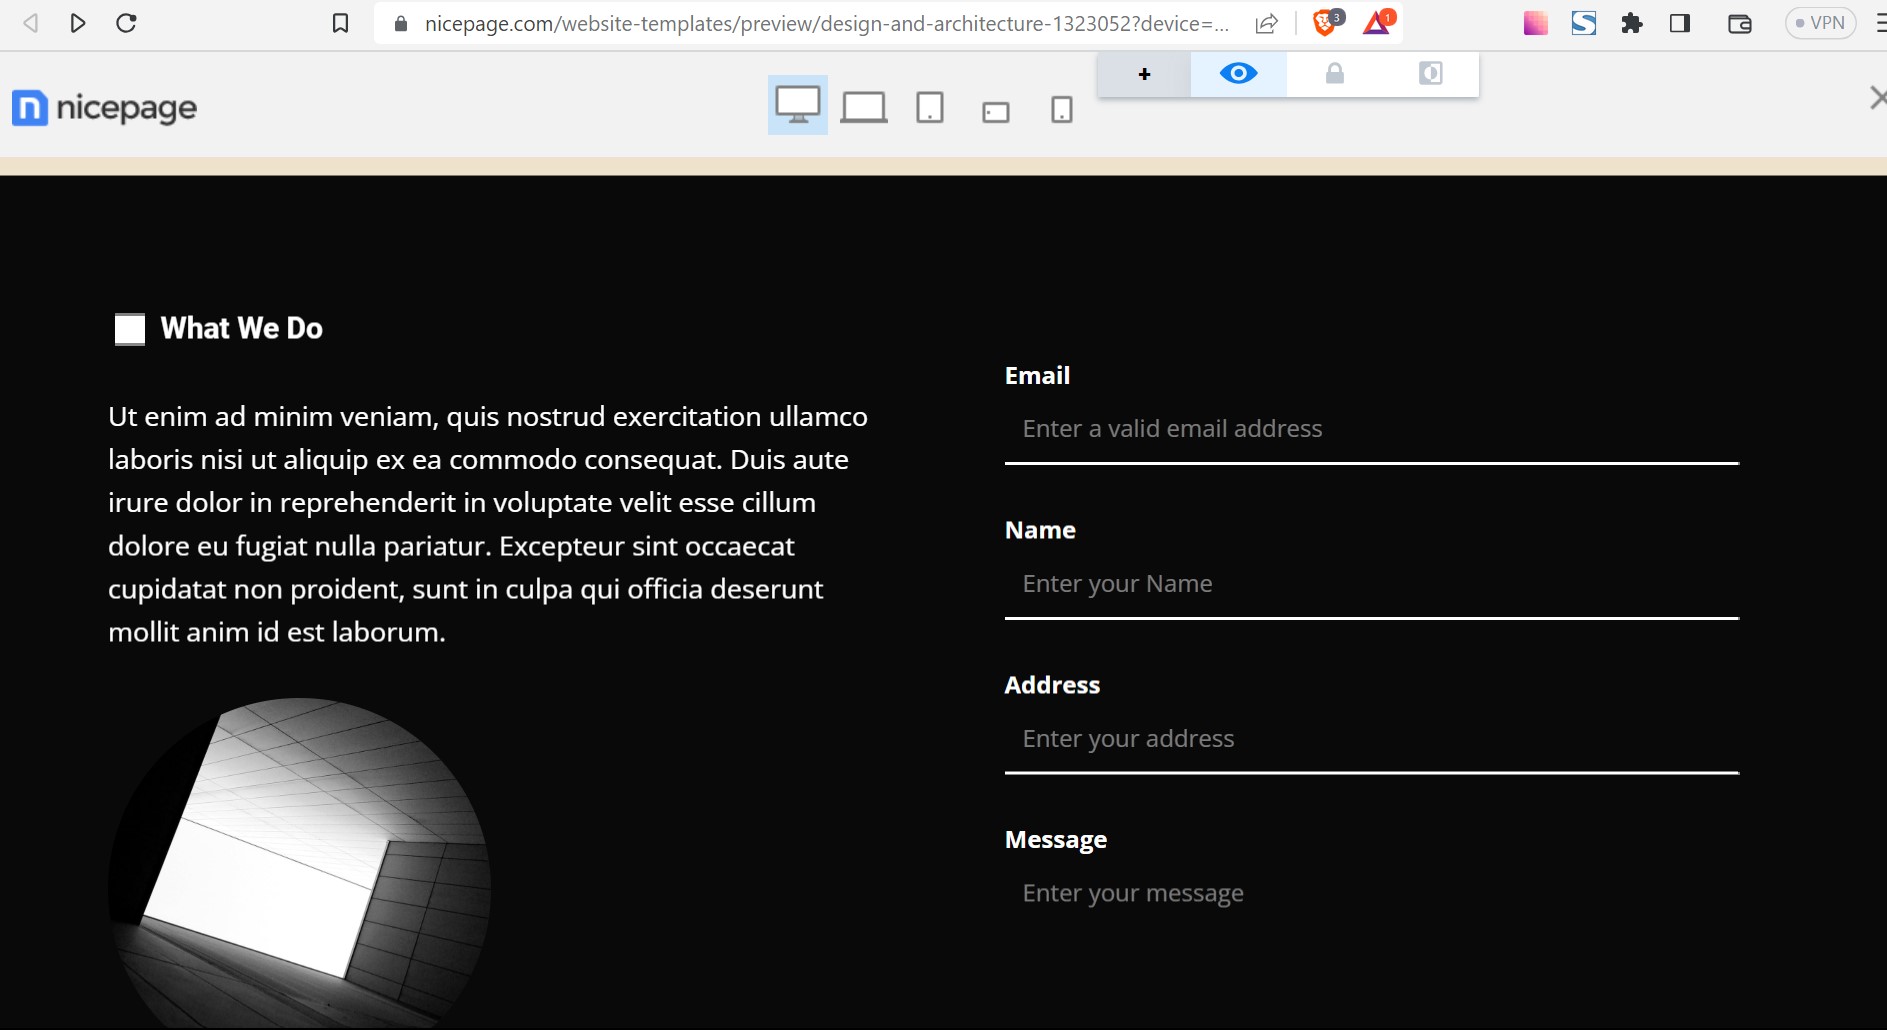 nicepage.com/website-templates/preview/design-and-architecture-1323052?device=...
3
1
VPN
+
nicepage
What We Do
Ut enim ad minim veniam, quis nostrud exercitation ullamco
laboris nisi ut aliquip ex ea commodo consequat. Duis aute
irure dolor in reprehenderit in voluptate velit esse cillum
dolore eu fugiat nulla pariatur. Excepteur sint occaecat
cupidatat non proident, sunt in culpa qui officia deserunt
mollit anim id est laborum.
Email
Enter a valid email address
Name
Enter your Name
Address
Enter your address
Message
Enter your message